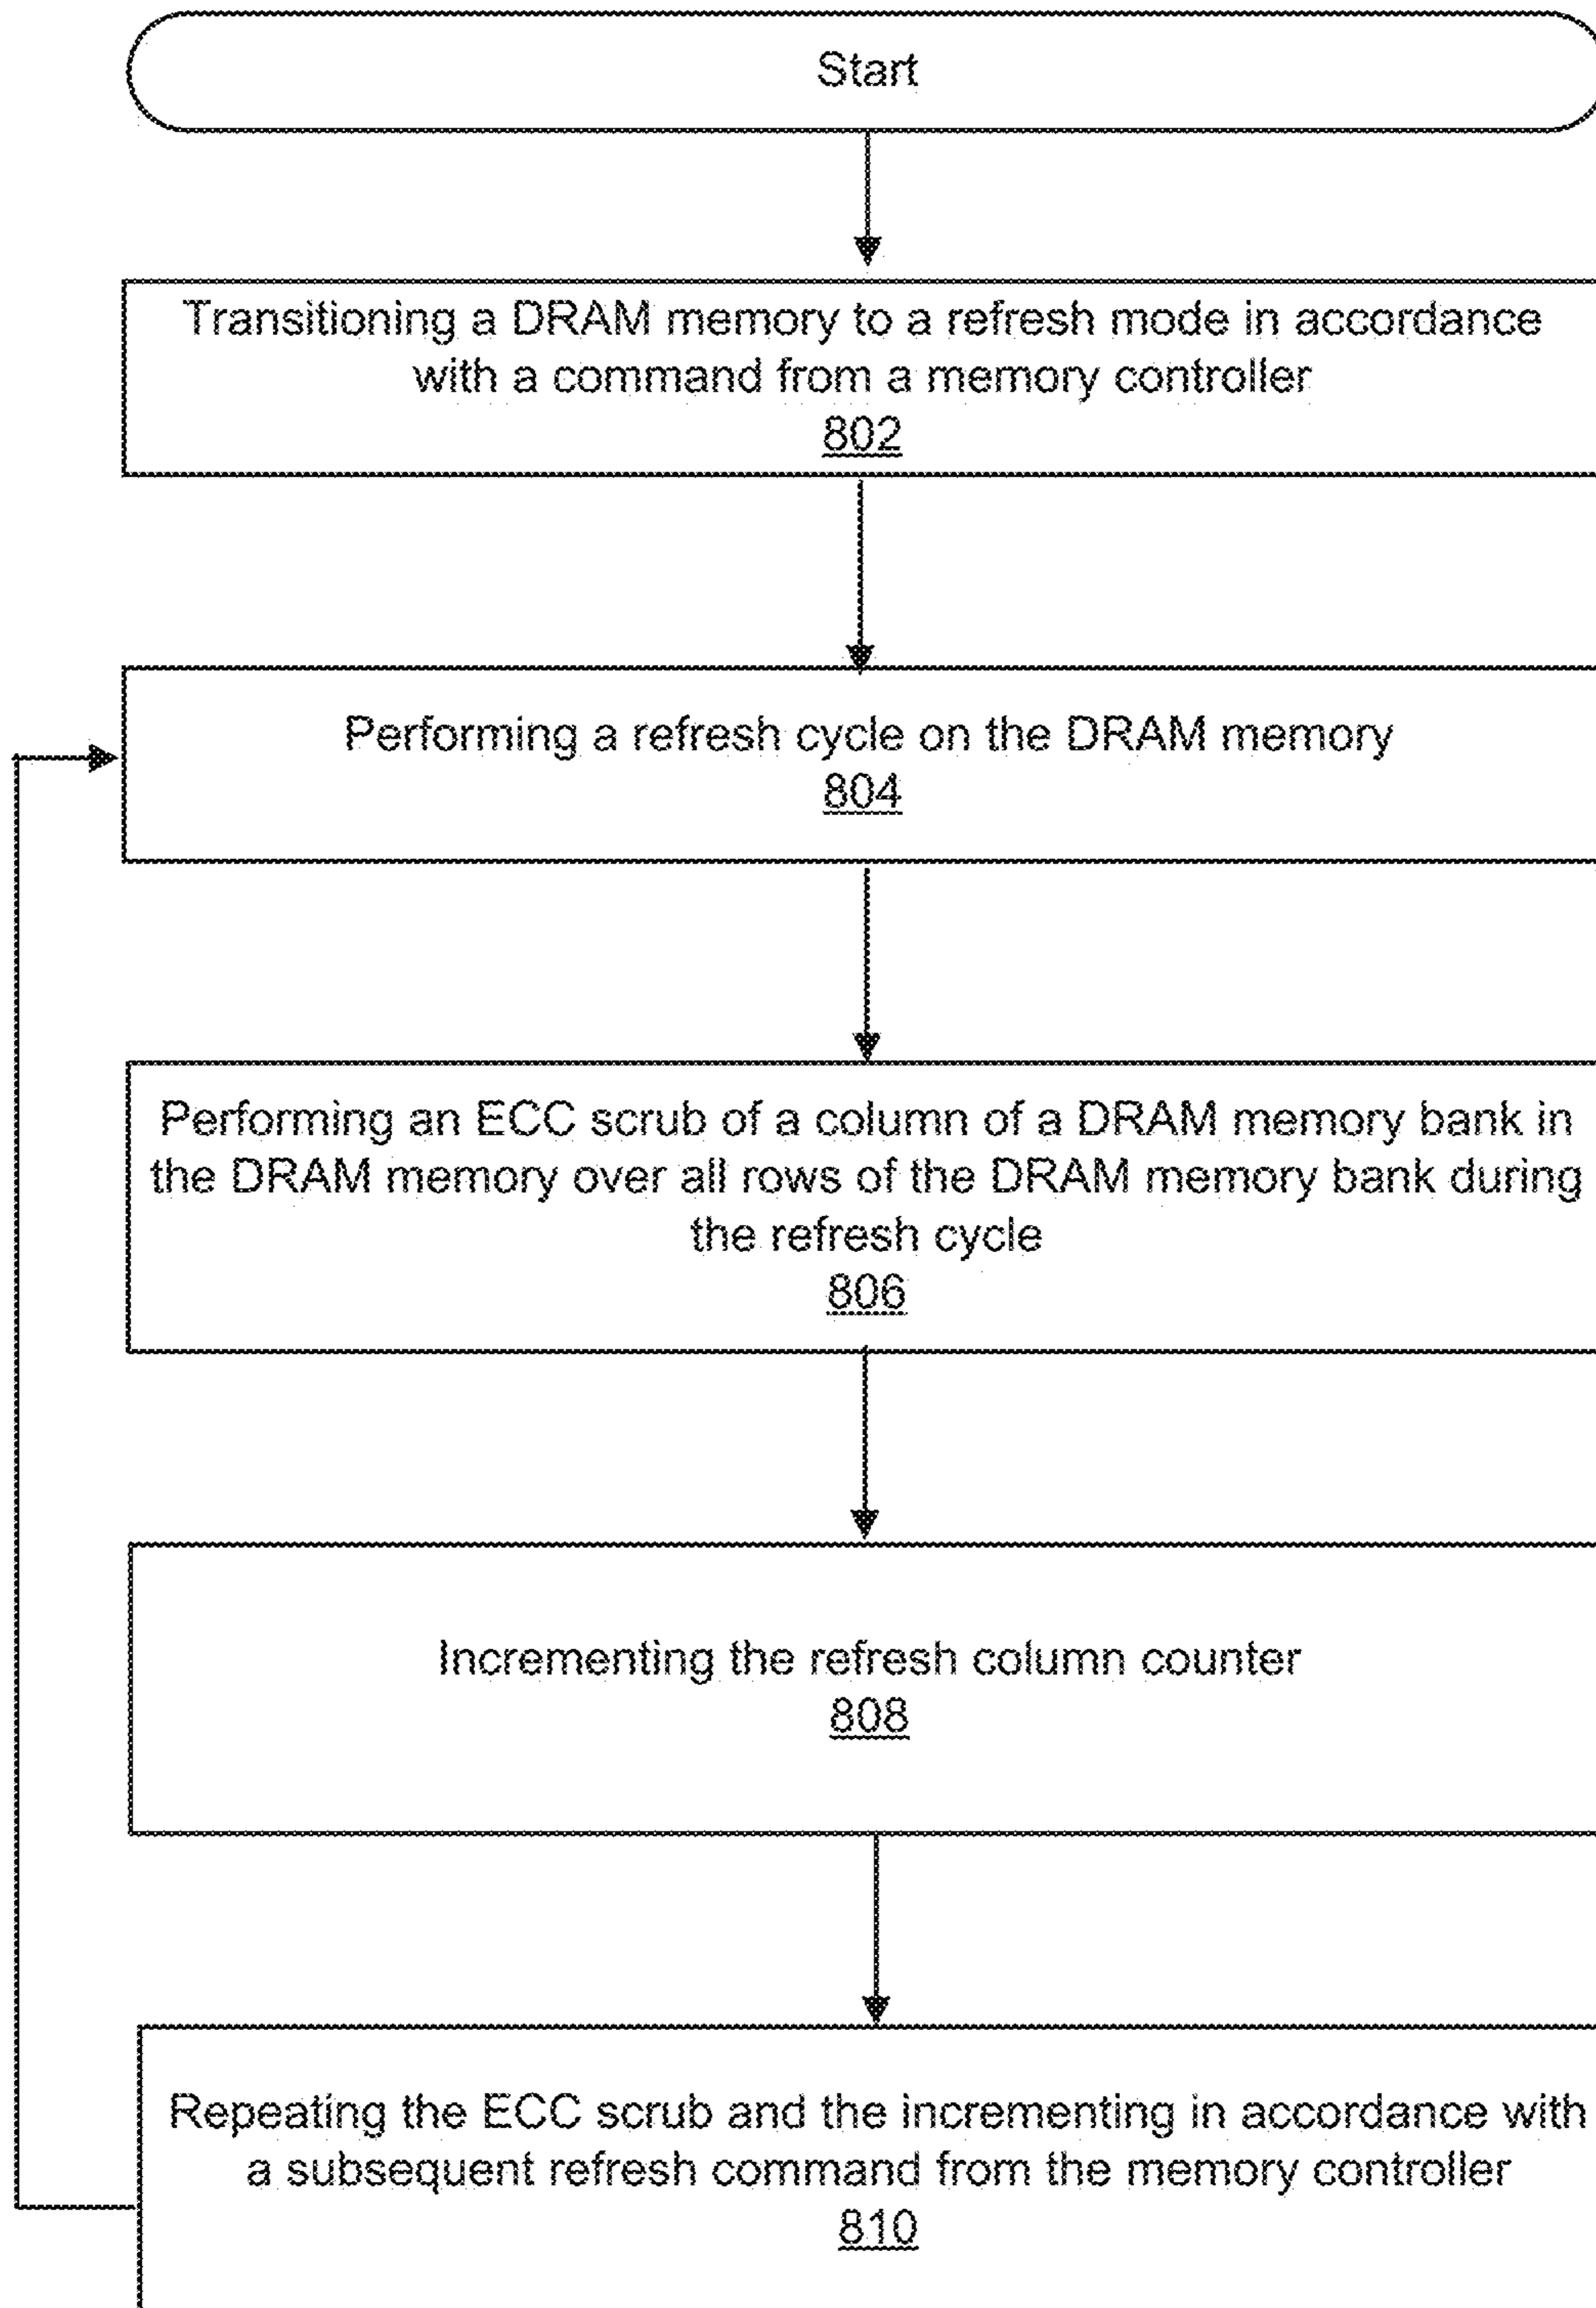 Start
Transitioning a DRAM memory to a refresh mode in accordance
with a command from a memory controller
802
Performing a refresh cycle on the DRAM memory
804
Performing an ECC scrub of a column of a DRAM memory bank in
the DRAM memory over all rows of the DRAM memory bank during
the refresh cycle
806
Incrementing the refresh column counter
808
Repeating the ECC scrub and the incrementing in accordance with
a subsequent refresh command from the memory controller
810